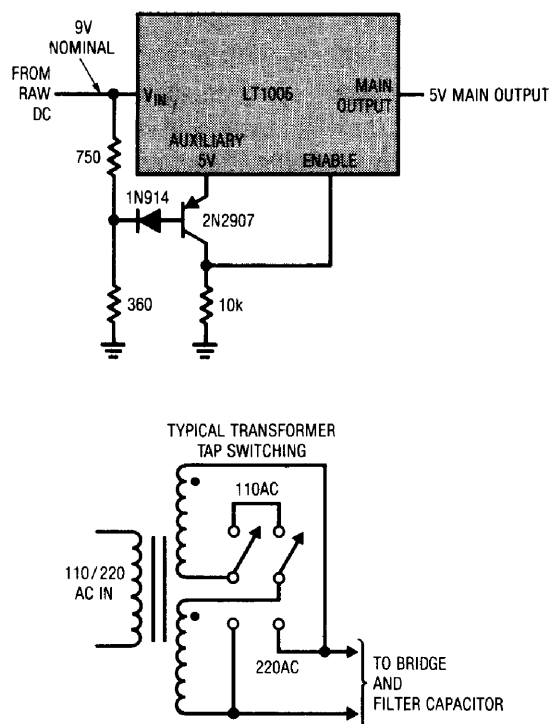 9V
NOMINAL
FROM
RAW
DC
VIN
LT1005
MAIN
OUTPUT
5V MAIN OUTPUT
AUXILIARY
5V
ENABLE
750
1N914
2N2907
360
10k
TYPICAL TRANSFORMER
TAP SWITCHING
110AC
110/220
AC IN
220AC
TO BRIDGE
AND
FILTER CAPACITOR